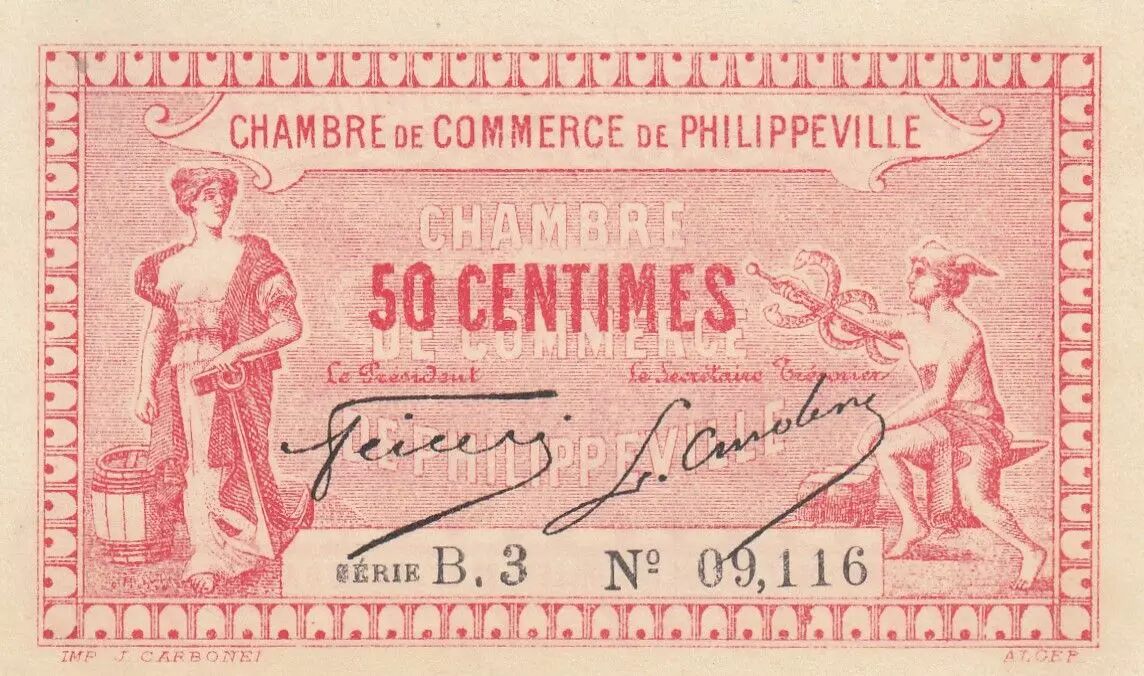 CHAMBRE DE COMMERCE DE PHILIPPEVILLE
CHAMBRE
50 CENTIMES
DE COMMERCE
Le Président Le Secrétaire Trésorier
DE PHILIPPEVILLE
SÉRIE B.3 Nº 09,116
IMP J. CARBONEL ALGER